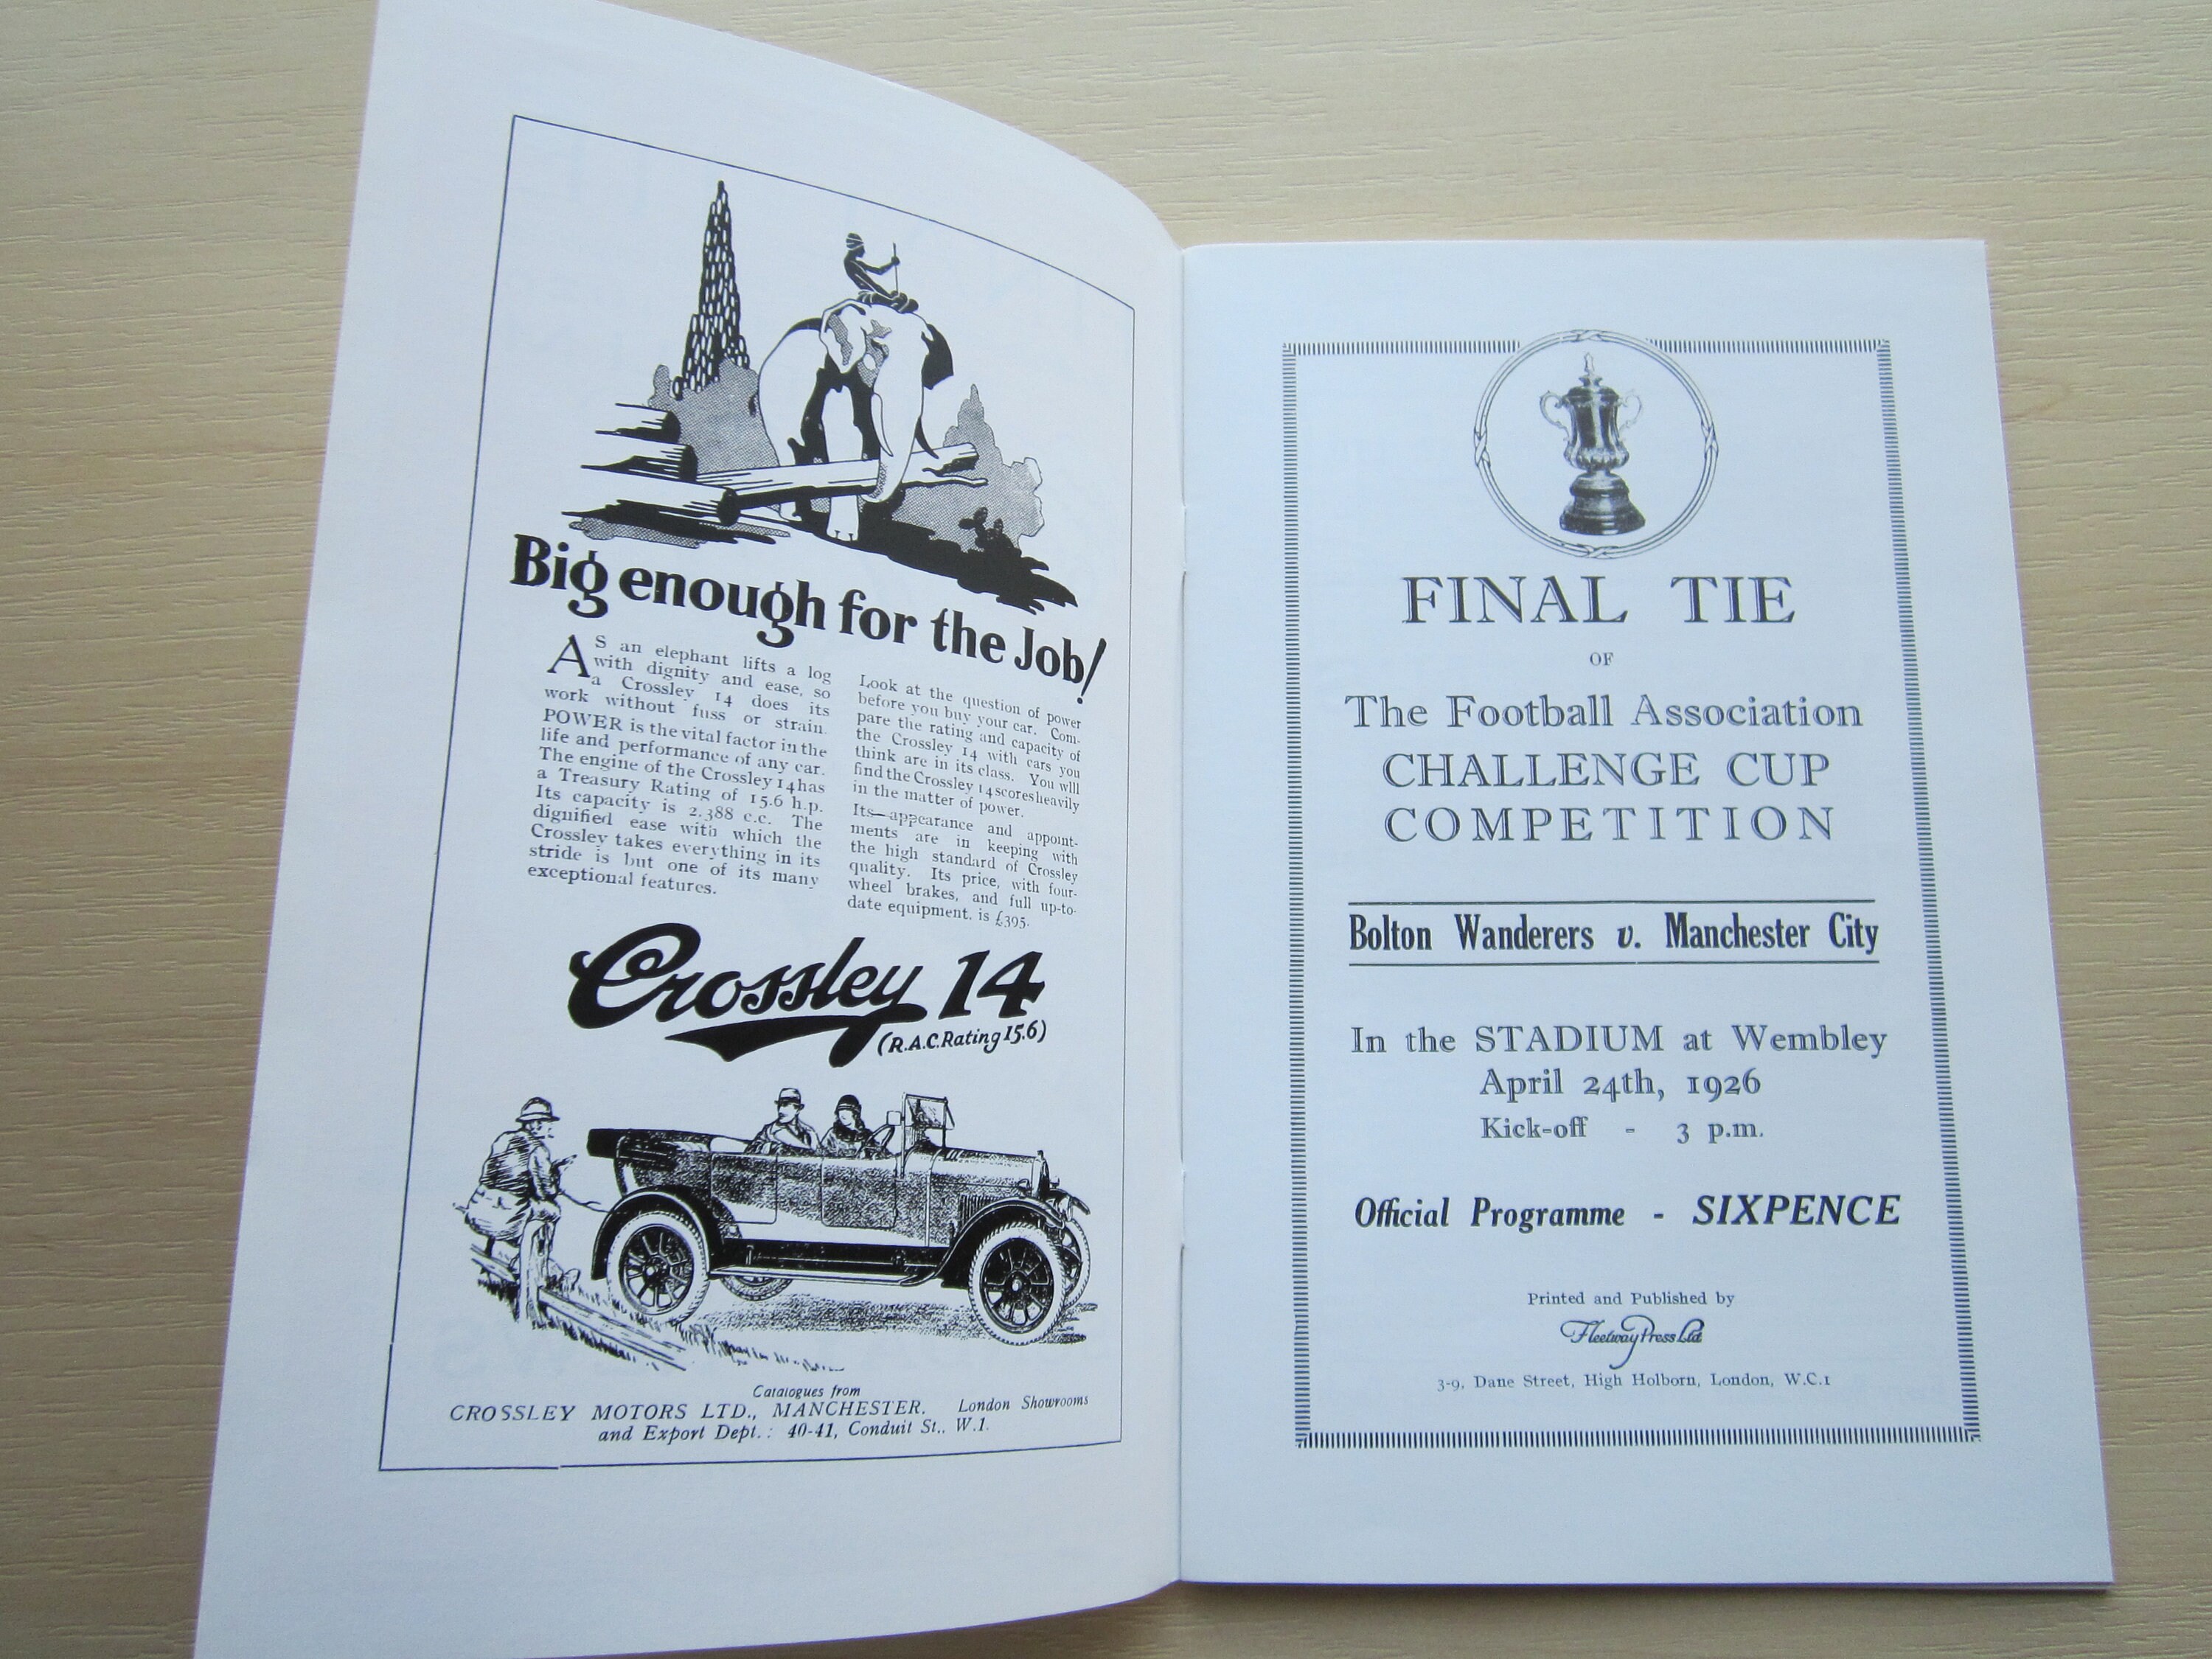 Big enough for the Job!
AS an elephant lifts a log
with dignity and ease, so
a Crossley 14 does its
work without fuss or strain.
POWER is the vital factor in the
life and performance of any car.
The engine of the Crossley 14 has
a Treasury Rating of 15.6 h.p.
Its capacity is 2,388 c.c. The
dignified ease with which the
Crossley takes everything in its
stride is but one of its many
exceptional features.
Look at the question of power
before you buy your car. Com-
pare the rating and capacity of
the Crossley 14 with cars you
think are in its class. You will
find the Crossley 14 scores heavily
in the matter of power.
Its—appearance and appoint-
ments are in keeping with
the high standard of Crossley
quality. Its price, with four-
wheel brakes, and full up-to-
date equipment, is £395.
Crossley 14
(R.A.C. Rating 15.6)
Catalogues from
CROSSLEY MOTORS LTD., MANCHESTER. London Showrooms
and Export Dept.: 40-41, Conduit St., W.1.
FINAL TIE
OF
The Football Association
CHALLENGE CUP
COMPETITION
Bolton Wanderers v. Manchester City
In the STADIUM at Wembley
April 24th, 1926
Kick-off - 3 p.m.
Official Programme - SIXPENCE
Printed and Published by
Fleetway Press Ltd
3-9, Dane Street, High Holborn, London, W.C.1